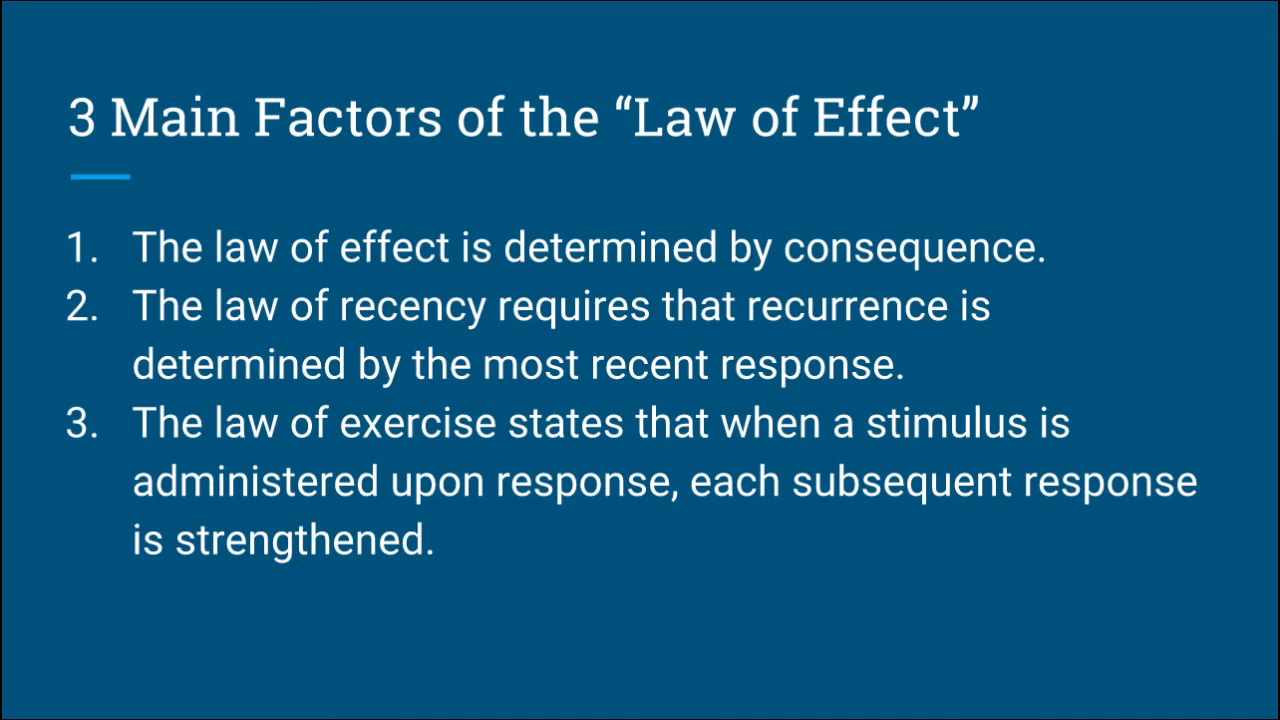 3 Main Factors of the “Law of Effect”
1. The law of effect is determined by consequence.
2. The law of recency requires that recurrence is
determined by the most recent response.
3. The law of exercise states that when a stimulus is
administered upon response, each subsequent response
is strengthened.